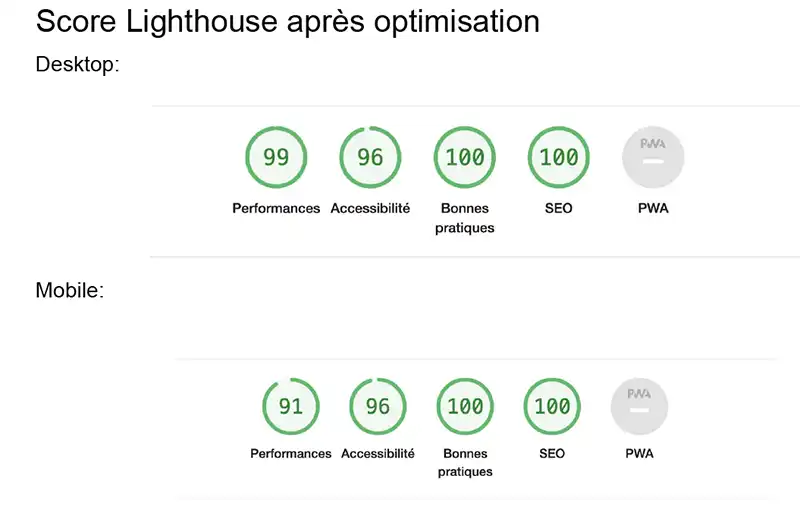 Score Lighthouse après optimisation
Desktop:
99 96 100 100 PWA
Performances Accessibilité Bonnes pratiques SEO PWA
Mobile:
91 96 100 100 PWA
Performances Accessibilité Bonnes pratiques SEO PWA